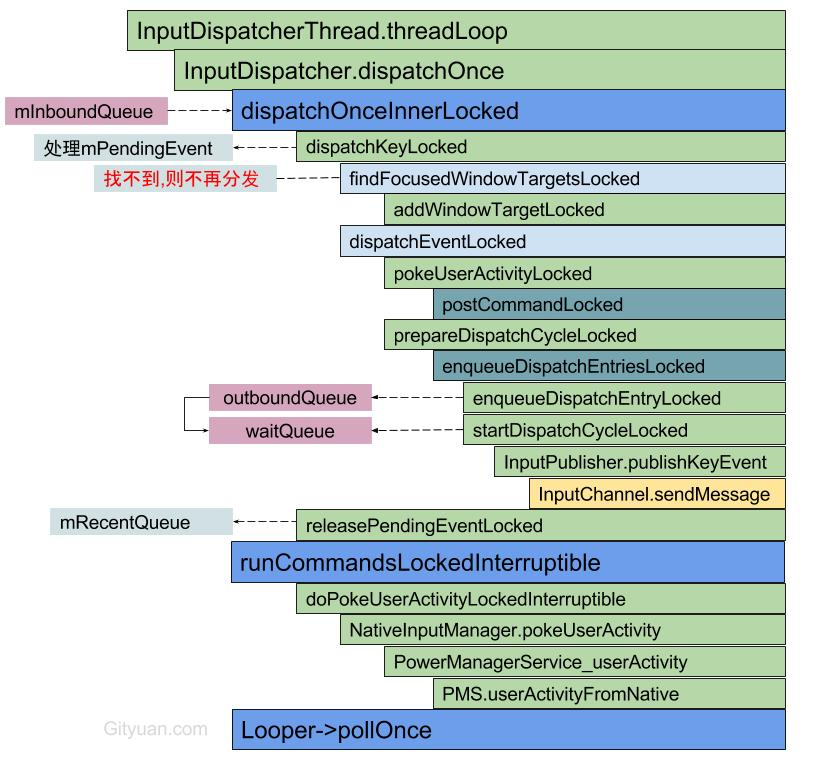 InputDispatcherThread.threadLoop
InputDispatcher.dispatchOnce
mInboundQueue
dispatchOnceInnerLocked
处理mPendingEvent
dispatchKeyLocked
找不到,则不再分发
findFocusedWindowTargetsLocked
addWindowTargetLocked
dispatchEventLocked
pokeUserActivityLocked
postCommandLocked
prepareDispatchCycleLocked
enqueueDispatchEntriesLocked
outboundQueue
enqueueDispatchEntryLocked
waitQueue
startDispatchCycleLocked
InputPublisher.publishKeyEvent
InputChannel.sendMessage
mRecentQueue
releasePendingEventLocked
runCommandsLockedInterruptible
doPokeUserActivityLockedInterruptible
NativeInputManager.pokeUserActivity
PowerManagerService_userActivity
PMS.userActivityFromNative
Gityuan.com
Looper->pollOnce